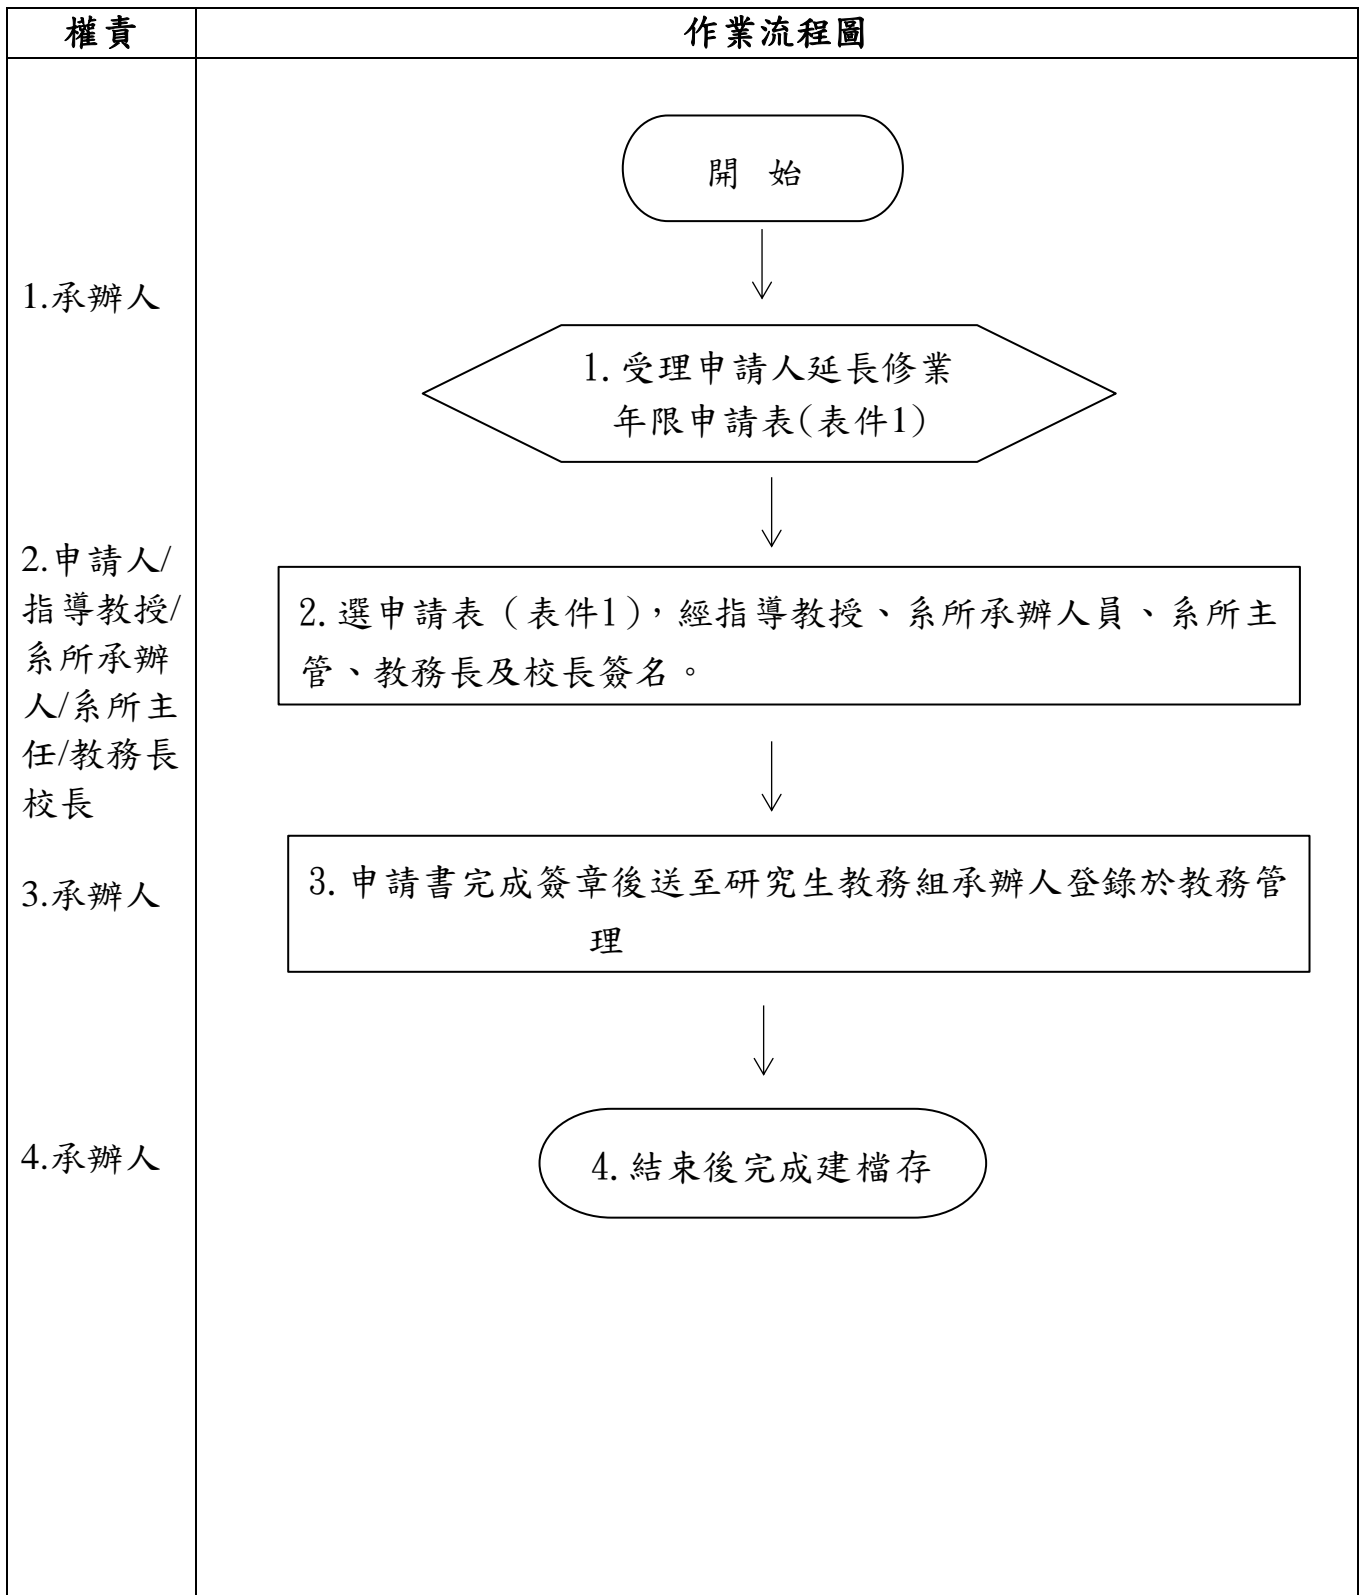 權責
作業流程圖
開 始
1.承辦人
1.受理申請人延長修業
年限申請表(表件1)
2.申請人/
指導教授/
系所承辦
人/系所主
任/教務長
校長
2.選申請表（表件1），經指導教授、系所承辦人員、系所主
管、教務長及校長簽名。
3.承辦人
3.申請書完成簽章後送至研究生教務組承辦人登錄於教務管
理
4.承辦人
4.結束後完成建檔存